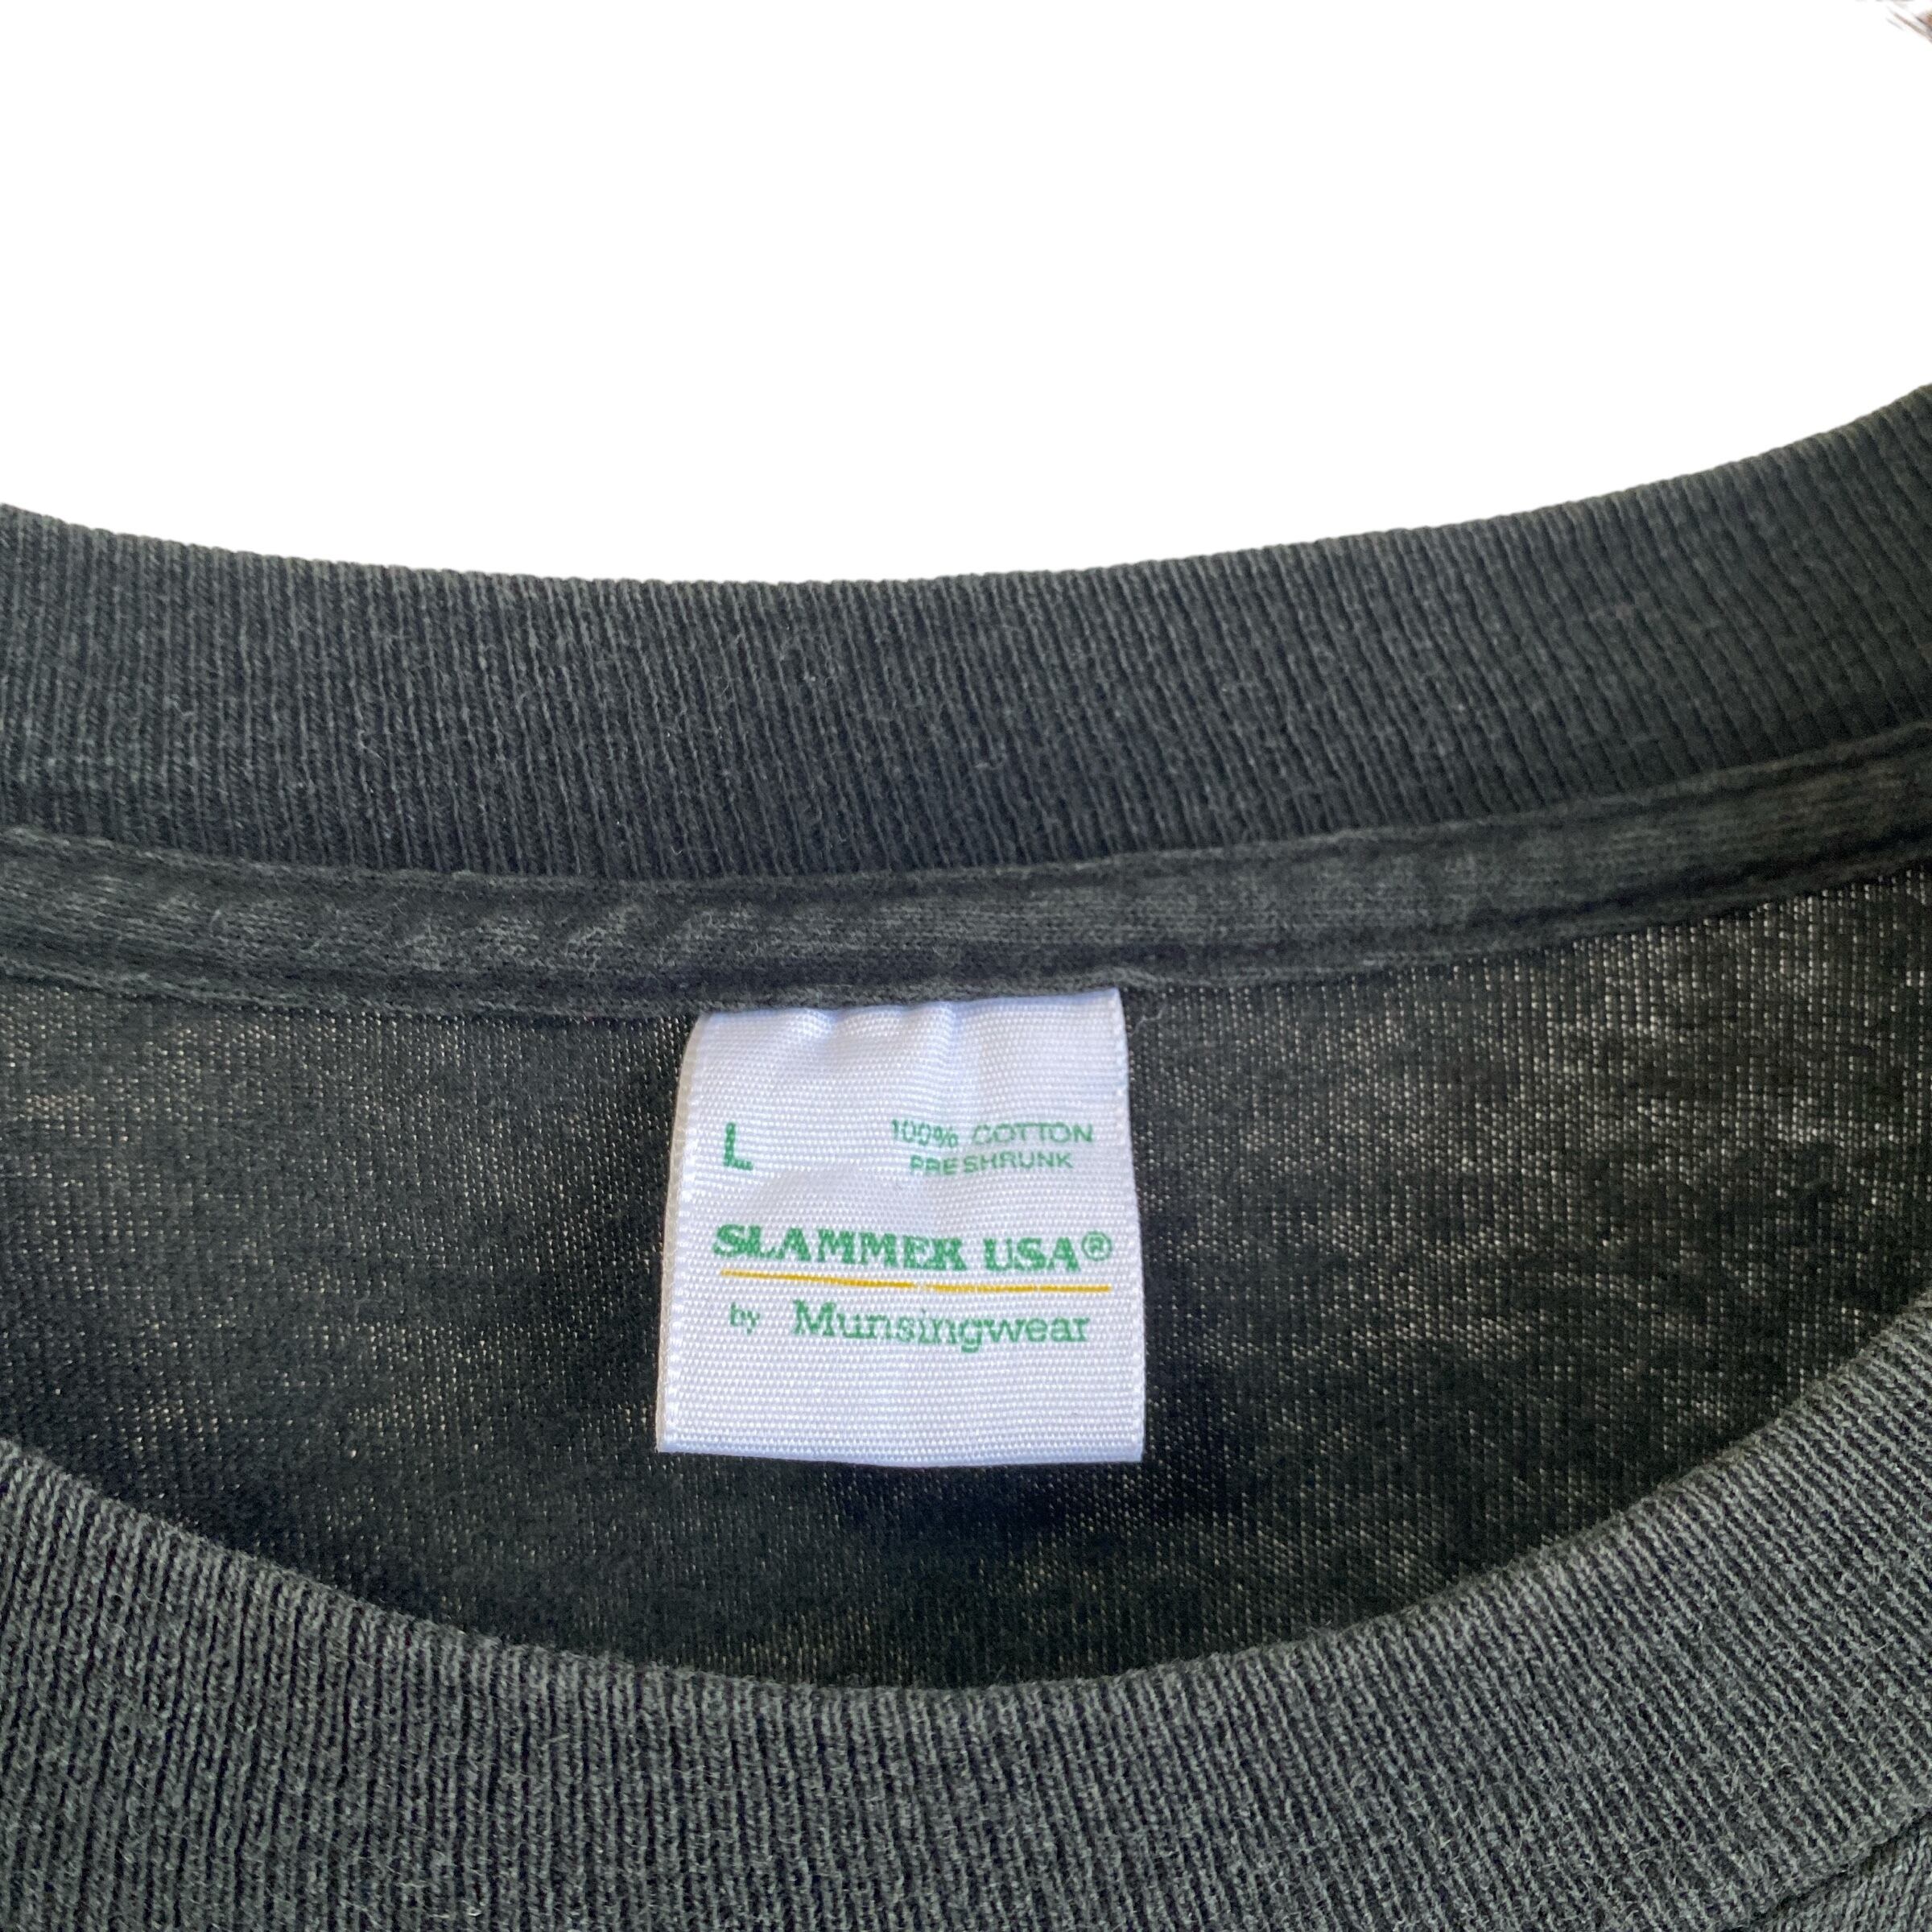 L 100% COTTON
PRESHRUNK
SLAMMER USA®
by Munsingwear